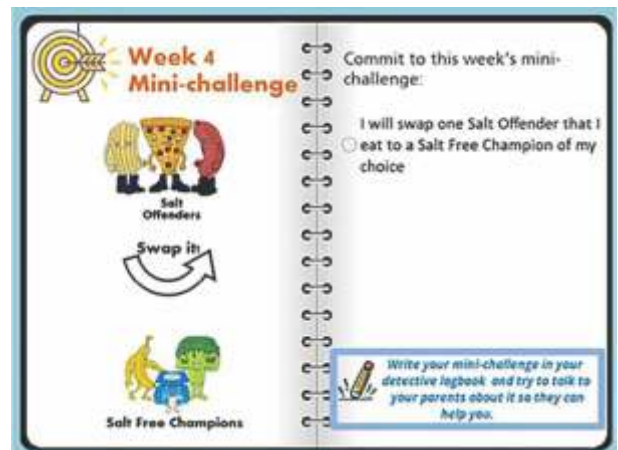 Week 4
Mini-challenge
Salt
Offenders
Swap it!
Salt Free Champions
Commit to this week's mini-
challenge:
I will swap one Salt Offender that I
eat to a Salt Free Champion of my
choice
Write your mini-challenge in your
detective logbook and try to talk to
your parents about it so they can
help you.